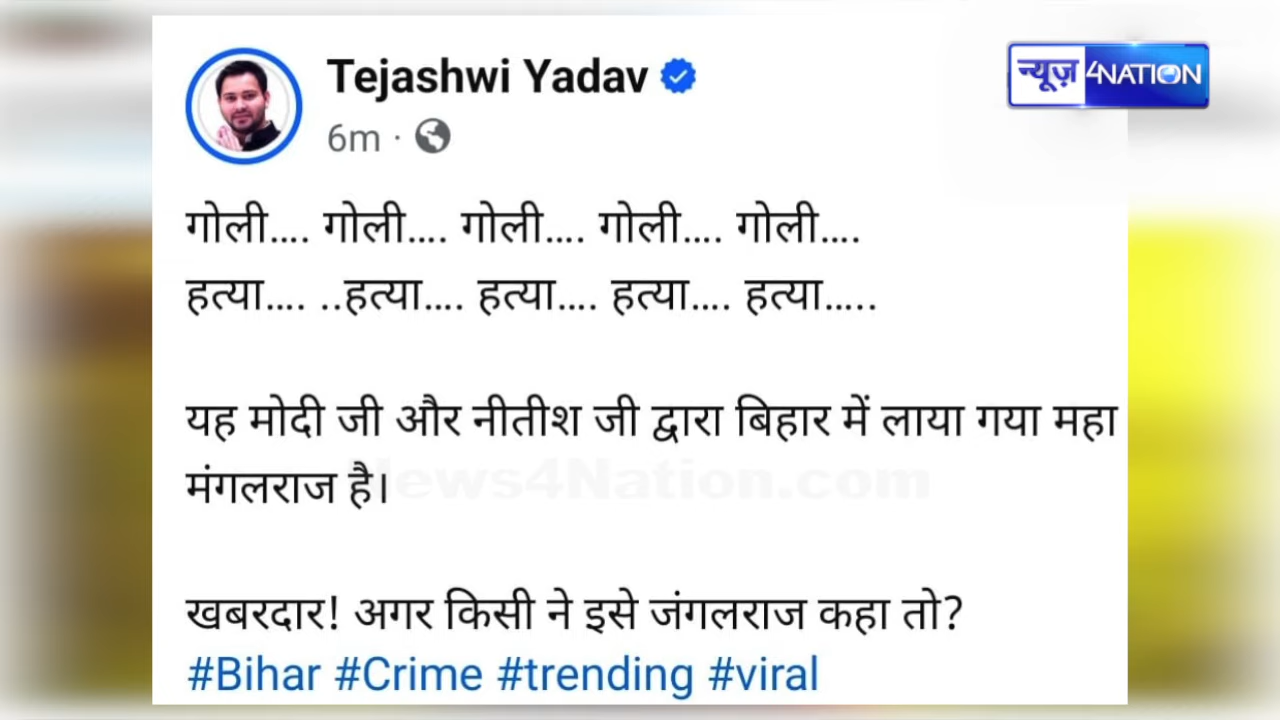 न्यूज़ 4NATION
Tejashwi Yadav
6m ·
गोली.... गोली.... गोली.... गोली.... गोली....
हत्या.... ..हत्या.... हत्या.... हत्या.... हत्या.....
यह मोदी जी और नीतीश जी द्वारा बिहार में लाया गया महा
मंगलराज है।
News4Nation.com
खबरदार! अगर किसी ने इसे जंगलराज कहा तो?
#Bihar #Crime #trending #viral